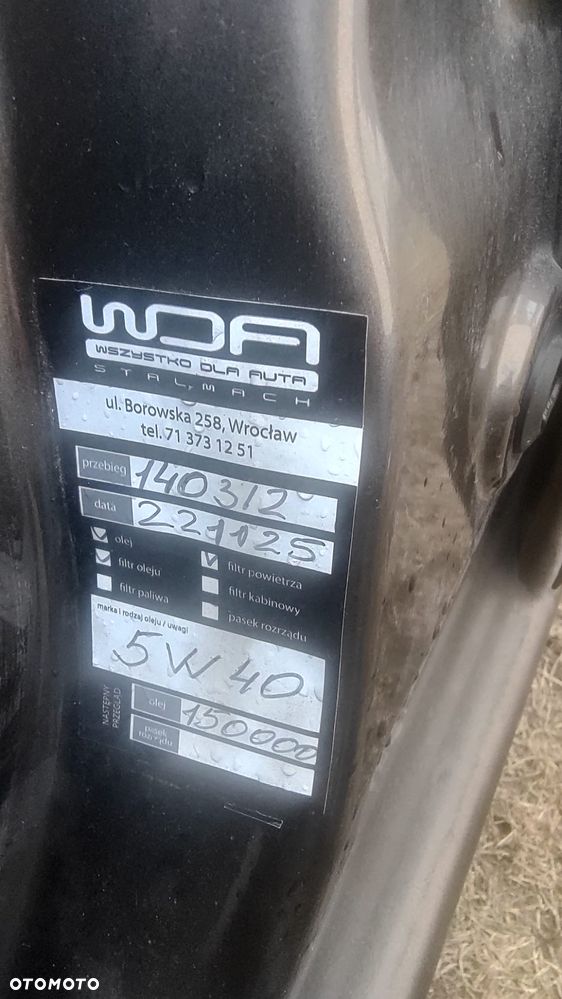 WDA
WSZYSTKO DLA AUTA
STALMACH
ul. Borowska 258, Wrocław
tel. 71 373 12 51
przebieg 140312
data 221125
olej
filtr oleju
filtr paliwa
filtr powietrza
filtr kabinowy
pasek rozrządu
marka i rodzaj oleju / uwagi
5W40
NASTĘPNY
PRZEGLĄD
olej 150000
pasek
rozrządu
OTOMOTO